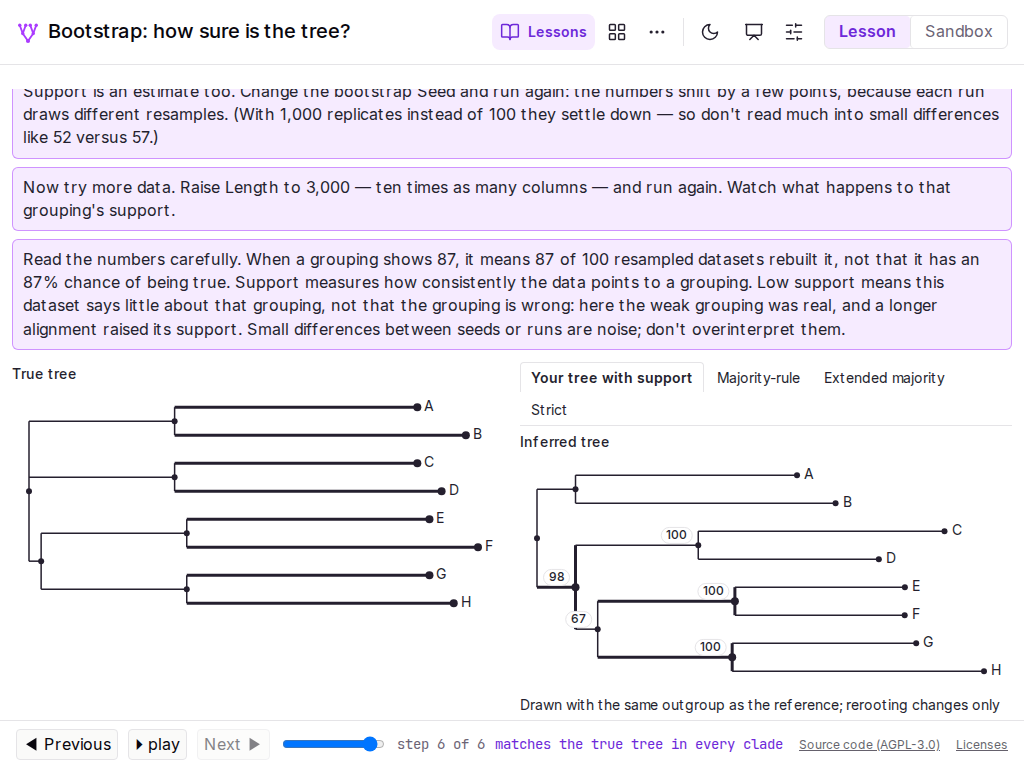 Bootstrap: how sure is the tree?
Lessons
Lesson
Sandbox
Support is an estimate too. Change the bootstrap Seed and run again: the numbers shift by a few points, because each run
draws different resamples. (With 1,000 replicates instead of 100 they settle down — so don't read much into small differences
like 52 versus 57.)
Now try more data. Raise Length to 3,000 — ten times as many columns — and run again. Watch what happens to that
grouping's support.
Read the numbers carefully. When a grouping shows 87, it means 87 of 100 resampled datasets rebuilt it, not that it has an
87% chance of being true. Support measures how consistently the data points to a grouping. Low support means this
dataset says little about that grouping, not that the grouping is wrong: here the weak grouping was real, and a longer
alignment raised its support. Small differences between seeds or runs are noise; don't overinterpret them.
True tree
A
B
C
D
E
F
G
H
Your tree with support
Majority-rule
Extended majority
Strict
Inferred tree
A
B
100
C
D
98
100
E
67
F
100
G
H
Drawn with the same outgroup as the reference; rerooting changes only
Previous
play
Next
step 6 of 6
matches the true tree in every clade
Source code (AGPL-3.0)
Licenses